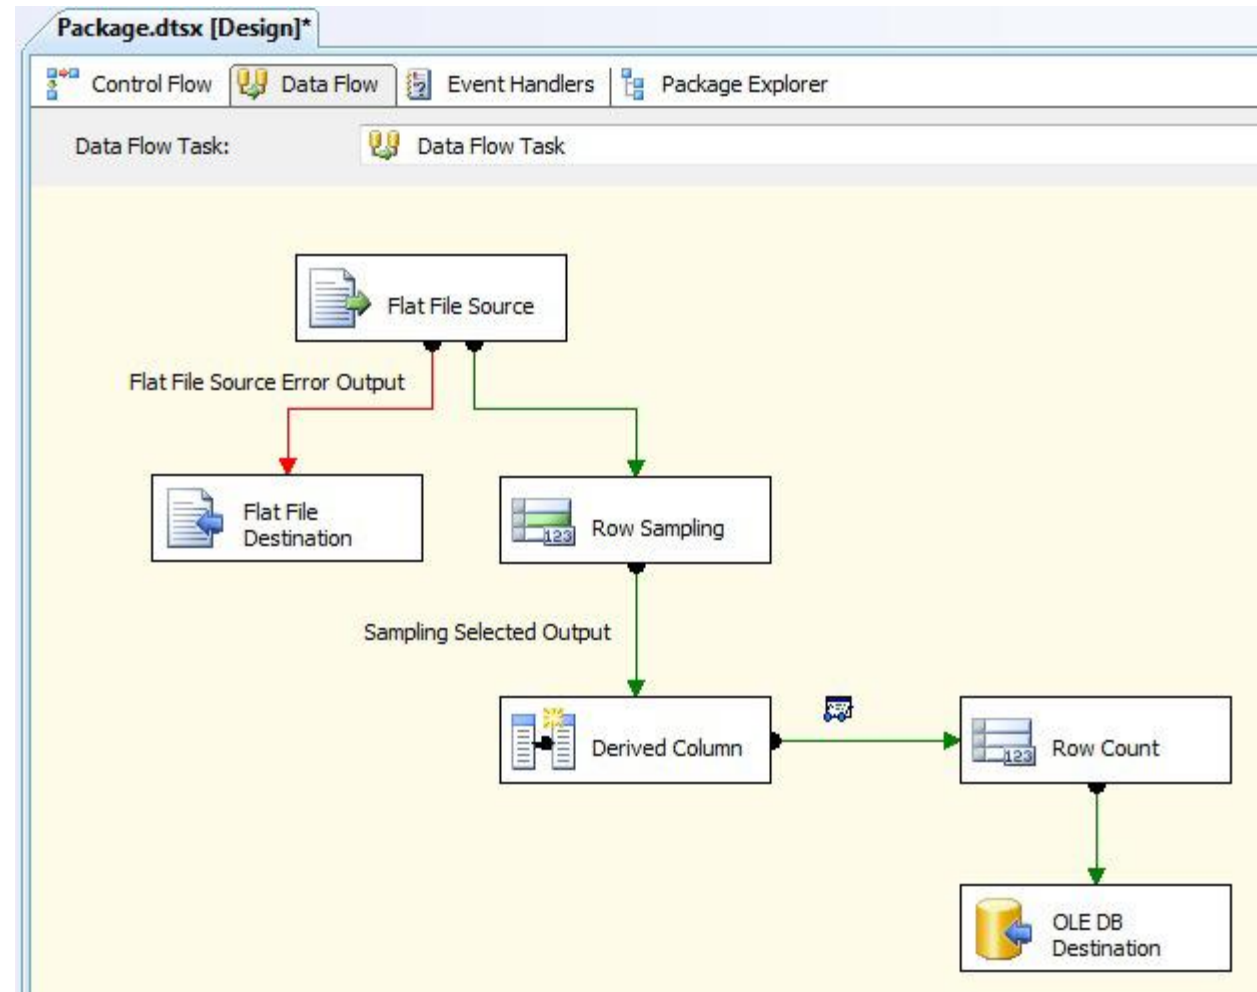 Package.dtsx [Design]*
Control Flow Data Flow Event Handlers Package Explorer
Data Flow Task: Data Flow Task
Flat File Source
Flat File Source Error Output
Flat File
Destination
123
Row Sampling
Sampling Selected Output
Derived Column
123
Row Count
OLE DB
Destination